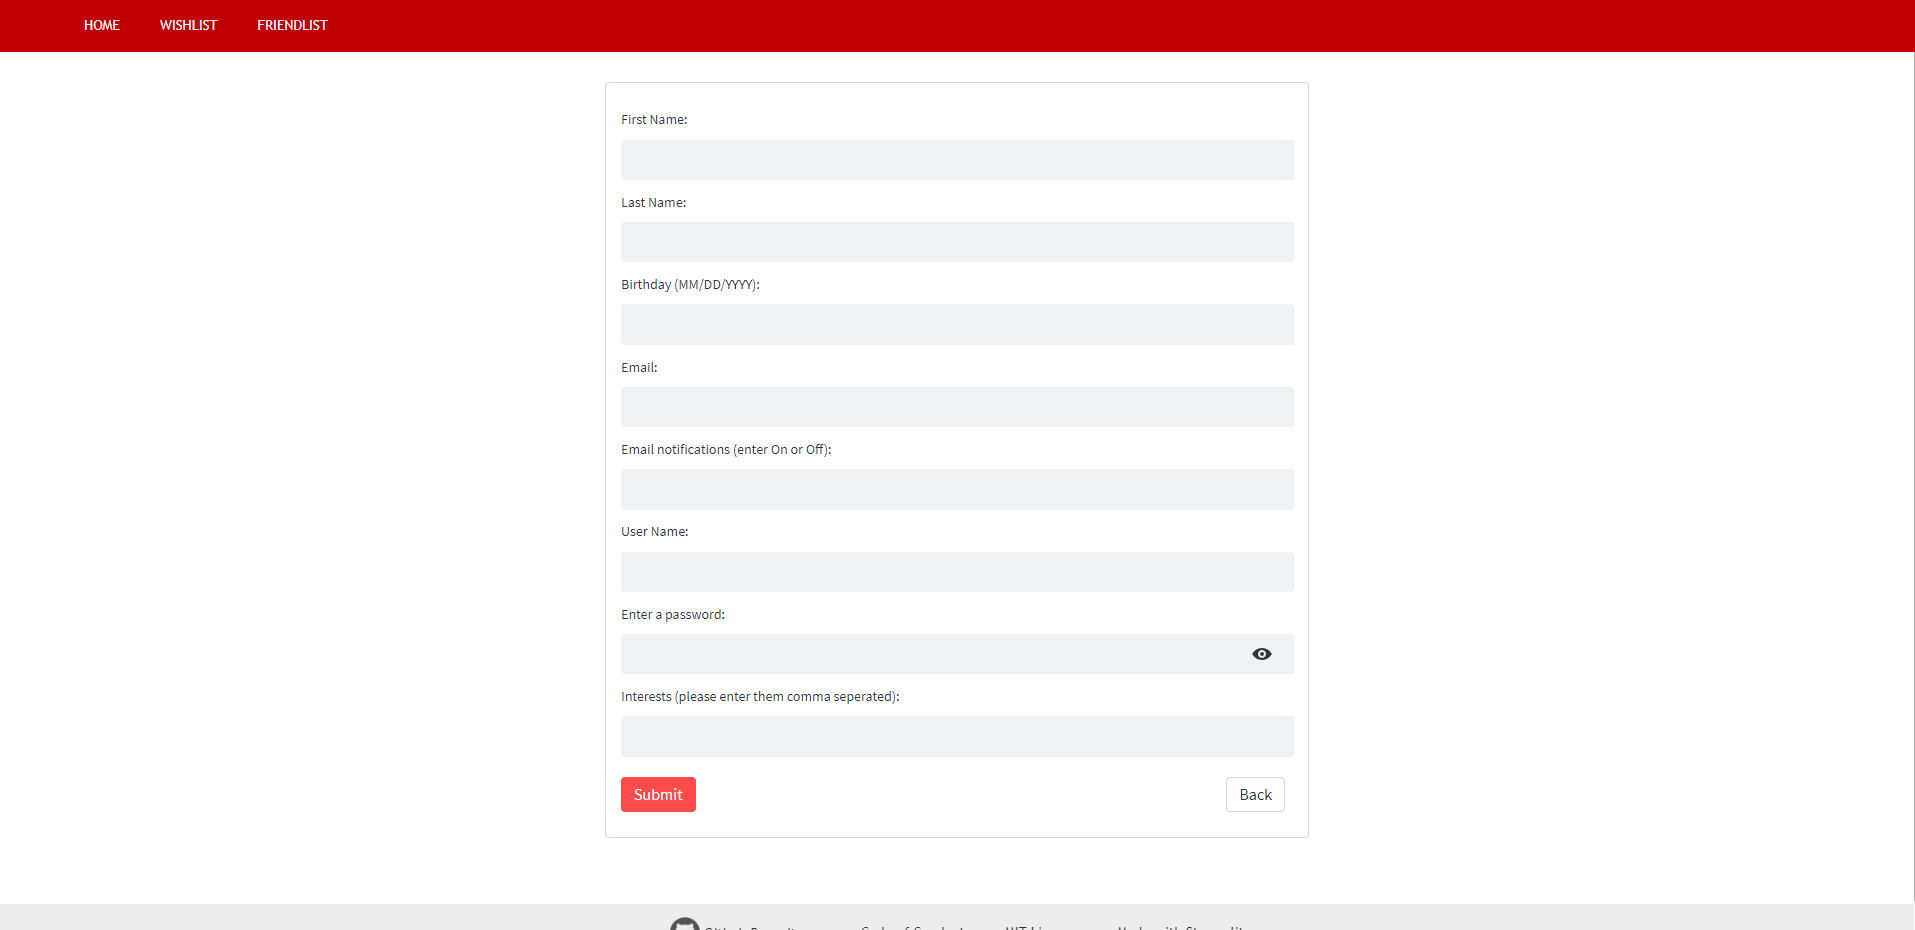 HOME WISHLIST FRIENDLIST
First Name:
Last Name:
Birthday (MM/DD/YYYY):
Email:
Email notifications (enter On or Off):
User Name:
Enter a password:
Interests (please enter them comma seperated):
Submit Back